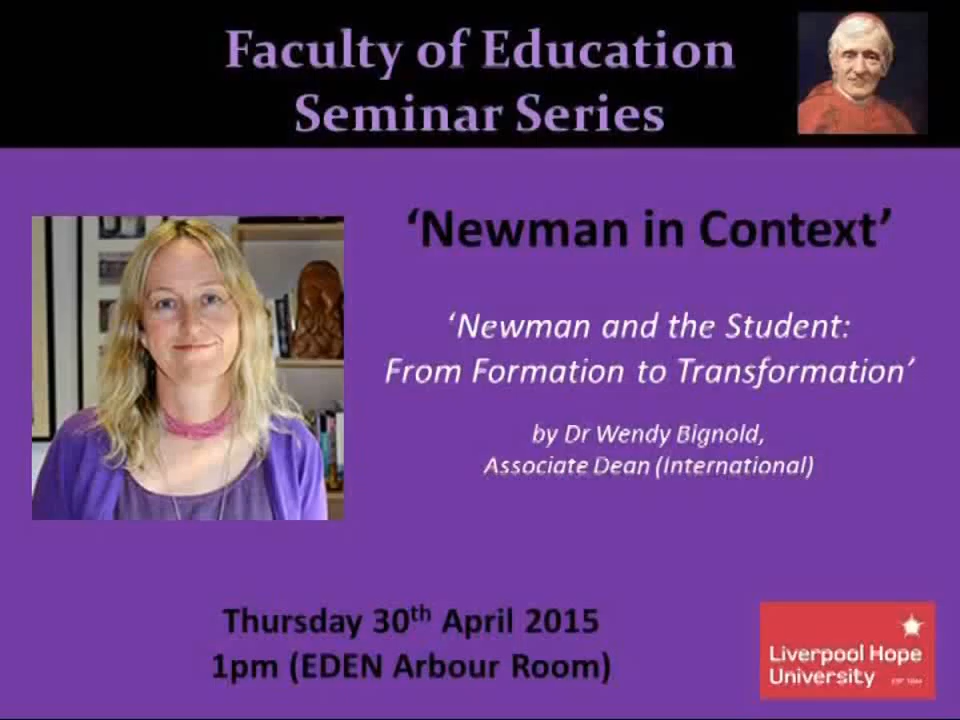 Faculty of Education
Seminar Series
‘Newman in Context’
‘Newman and the Student:
From Formation to Transformation’
by Dr Wendy Bignold,
Associate Dean (International)
Thursday 30th April 2015
1pm (EDEN Arbour Room)
Liverpool Hope
University